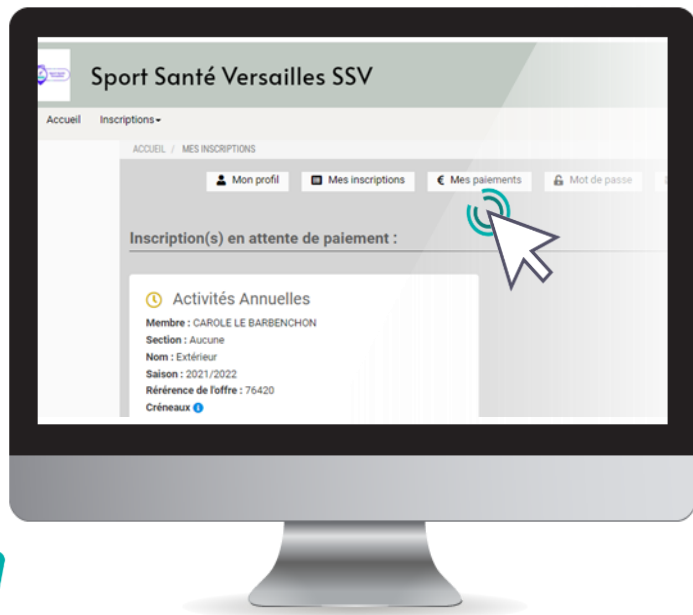 Sport Santé Versailles SSV
Accueil Inscriptions
ACCUEIL / MES INSCRIPTIONS
Mon profil Mes inscriptions € Mes paiements Mot de passe
Inscription(s) en attente de paiement :
Activités Annuelles
Membre : CAROLE LE BARBENCHON
Section : Aucune
Nom : Extérieur
Saison : 2021/2022
Rérérence de l'offre : 76420
Créneaux